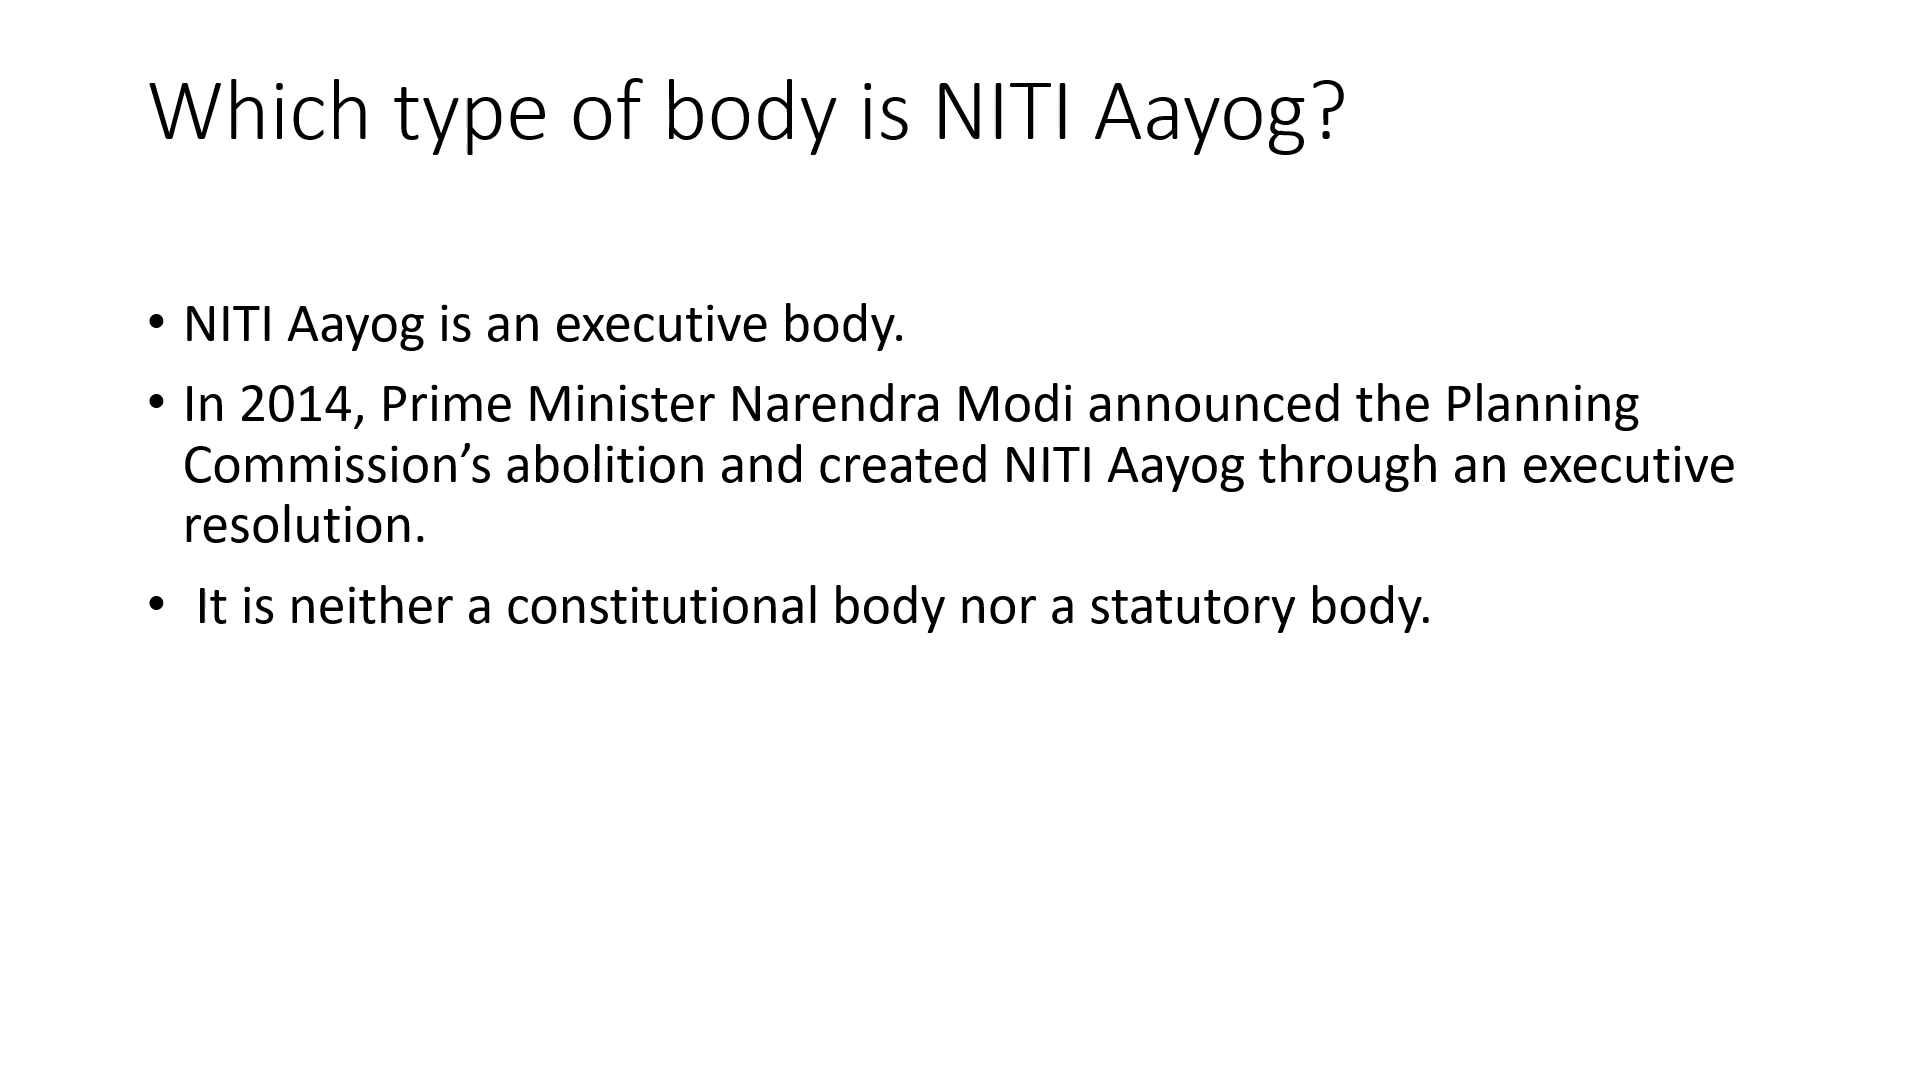 Which type of body is NITI Aayog?
• NITI Aayog is an executive body.
• In 2014, Prime Minister Narendra Modi announced the Planning
Commission’s abolition and created NITI Aayog through an executive
resolution.
• It is neither a constitutional body nor a statutory body.